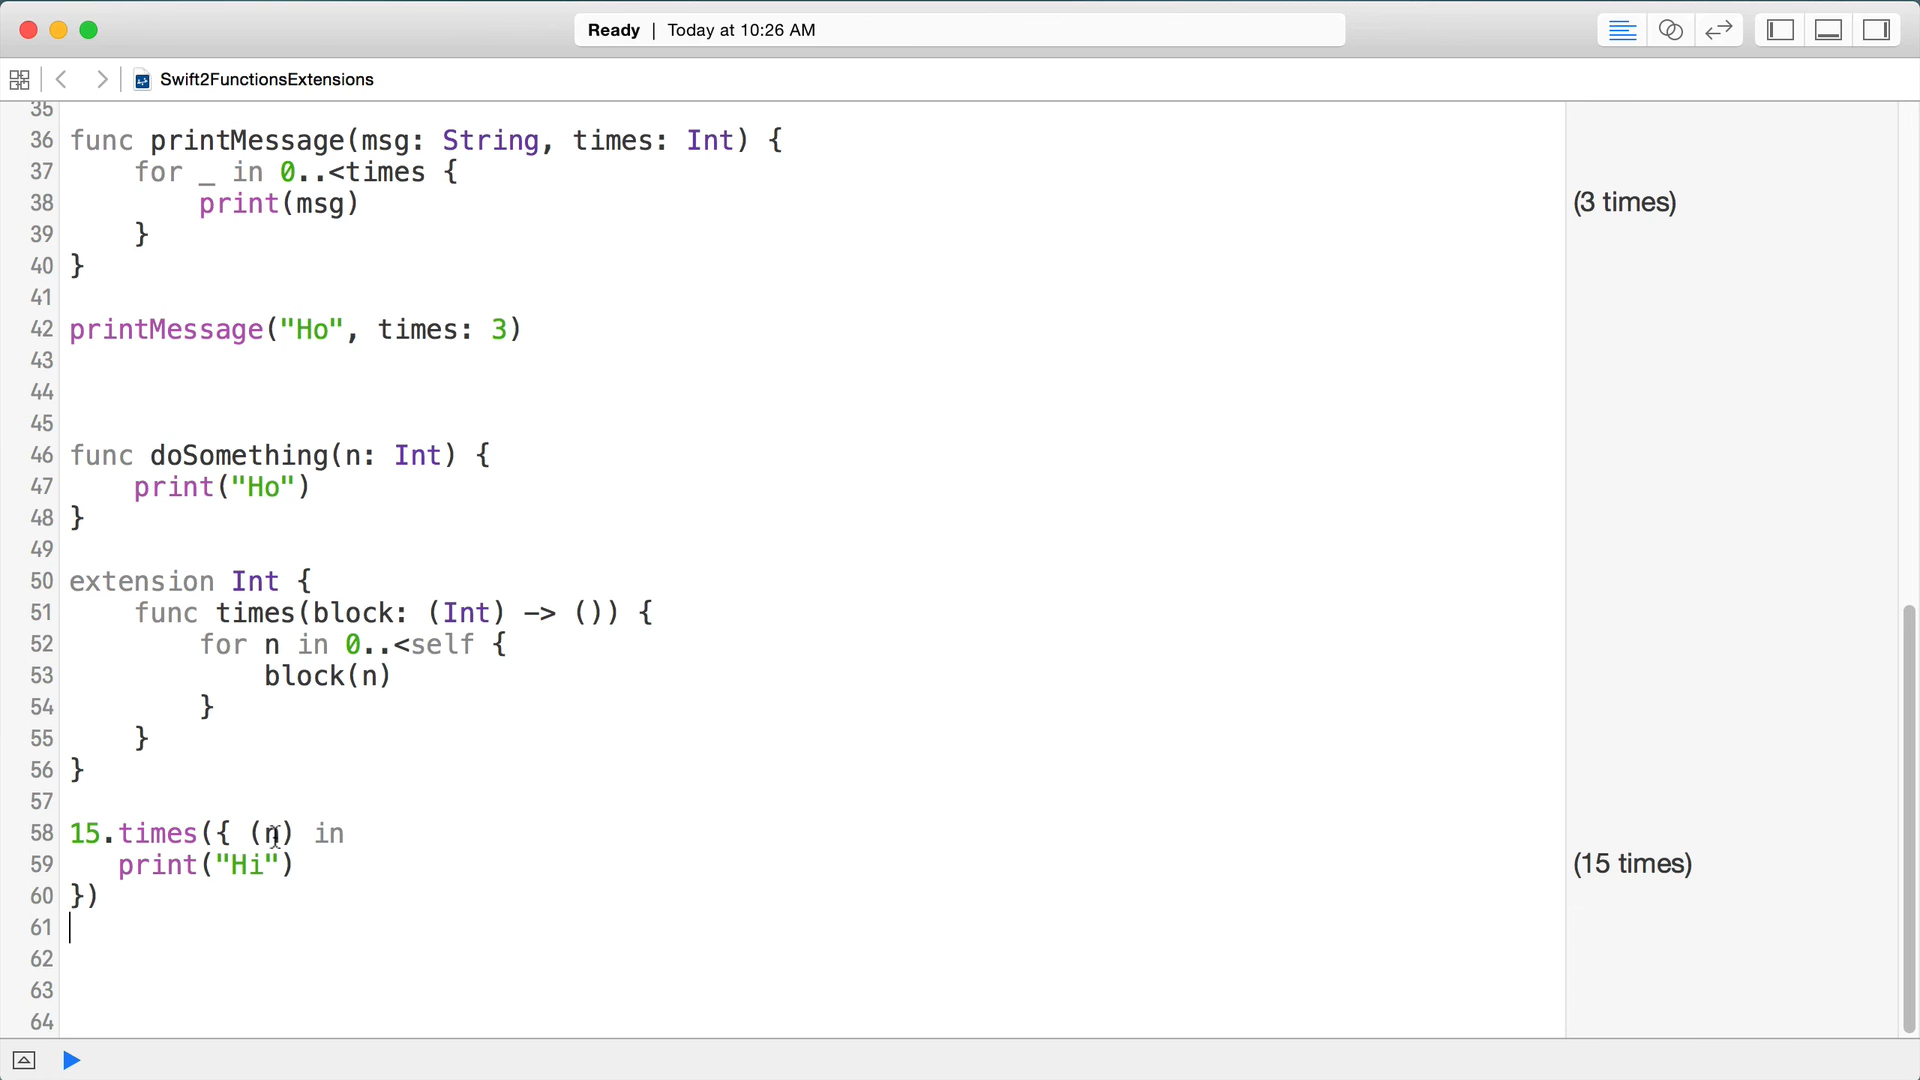 Ready | Today at 10:26 AM
Swift2FunctionsExtensions
35
36 func printMessage(msg: String, times: Int) {
37     for _ in 0..<times {
38         print(msg) (3 times)
39     }
40 }
41
42 printMessage("Ho", times: 3)
43
44
45
46 func doSomething(n: Int) {
47     print("Ho")
48 }
49
50 extension Int {
51     func times(block: (Int) -> ()) {
52         for n in 0..<self {
53             block(n)
54         }
55     }
56 }
57
58 15.times({ (n) in
59    print("Hi") (15 times)
60 })
61
62
63
64